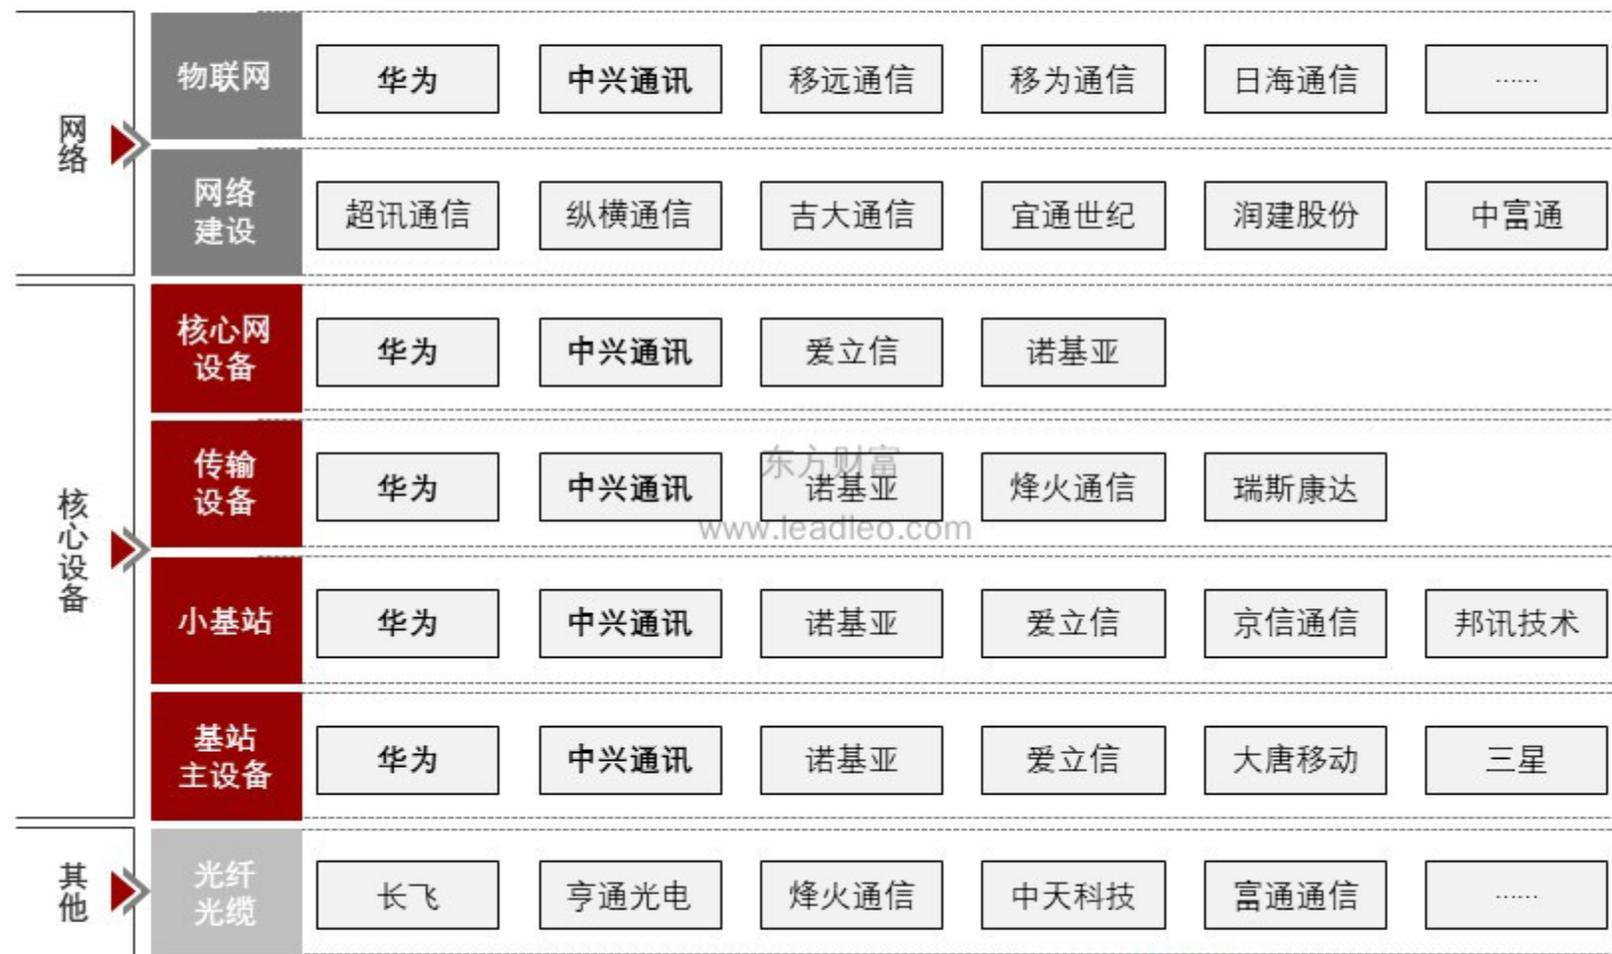 网络
物联网
华为 中兴通讯 移远通信 移为通信 日海通信 ……
网络
建设
超讯通信 纵横通信 吉大通信 宜通世纪 润建股份 中富通
核心设备
核心网
设备
华为 中兴通讯 爱立信 诺基亚
传输
设备
华为 中兴通讯 诺基亚 烽火通信 瑞斯康达
东方财富
www.leadleo.com
小基站
华为 中兴通讯 诺基亚 爱立信 京信通信 邦讯技术
基站
主设备
华为 中兴通讯 诺基亚 爱立信 大唐移动 三星
其他
光纤
光缆
长飞 亨通光电 烽火通信 中天科技 富通通信 ……